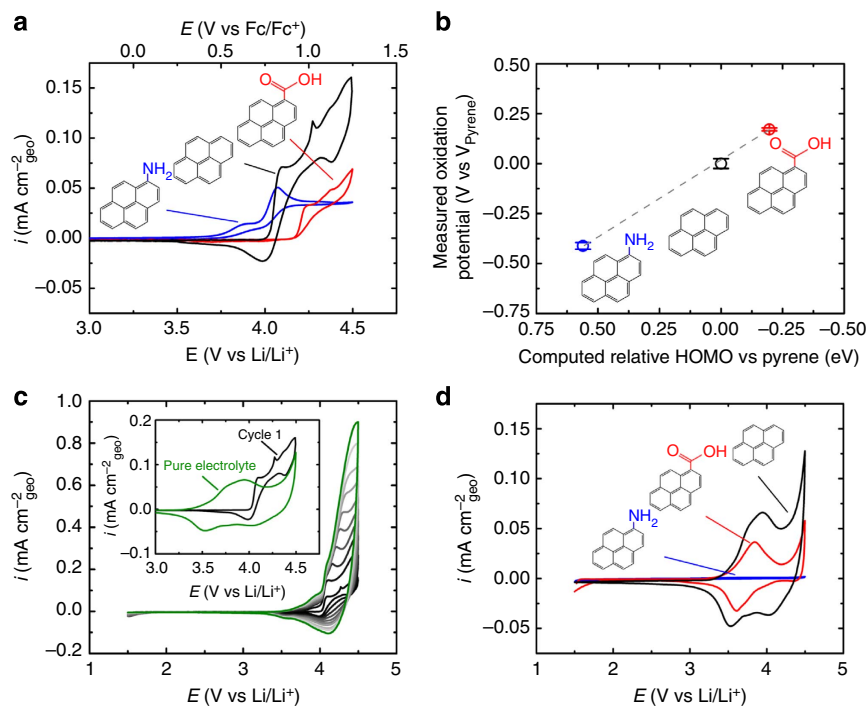 a
E (V vs Fc/Fc⁺)
0.0 0.5 1.0 1.5
0.15
0.10
0.05
0.00
–0.05
i (mA cm⁻²geo)
O
OH
NH₂
3.0 3.5 4.0 4.5
E (V vs Li/Li⁺)
b
0.50
0.25
0.00
–0.25
–0.50
–0.75
Measured oxidation
potential (V vs VPyrene)
O
OH
NH₂
0.75 0.50 0.25 0.00 –0.25 –0.50
Computed relative HOMO vs pyrene (eV)
c
1.0
0.8
0.6
0.4
0.2
0.0
–0.2
i (mA cm⁻²geo)
0.2
0.1
0.0
–0.1
i (mA cm⁻²geo)
Cycle 1
Pure electrolyte
3.0 3.5 4.0 4.5
E (V vs Li/Li⁺)
1 2 3 4 5
E (V vs Li/Li⁺)
d
0.15
0.10
0.05
0.00
–0.05
i (mA cm⁻²geo)
O
OH
NH₂
1 2 3 4 5
E (V vs Li/Li⁺)